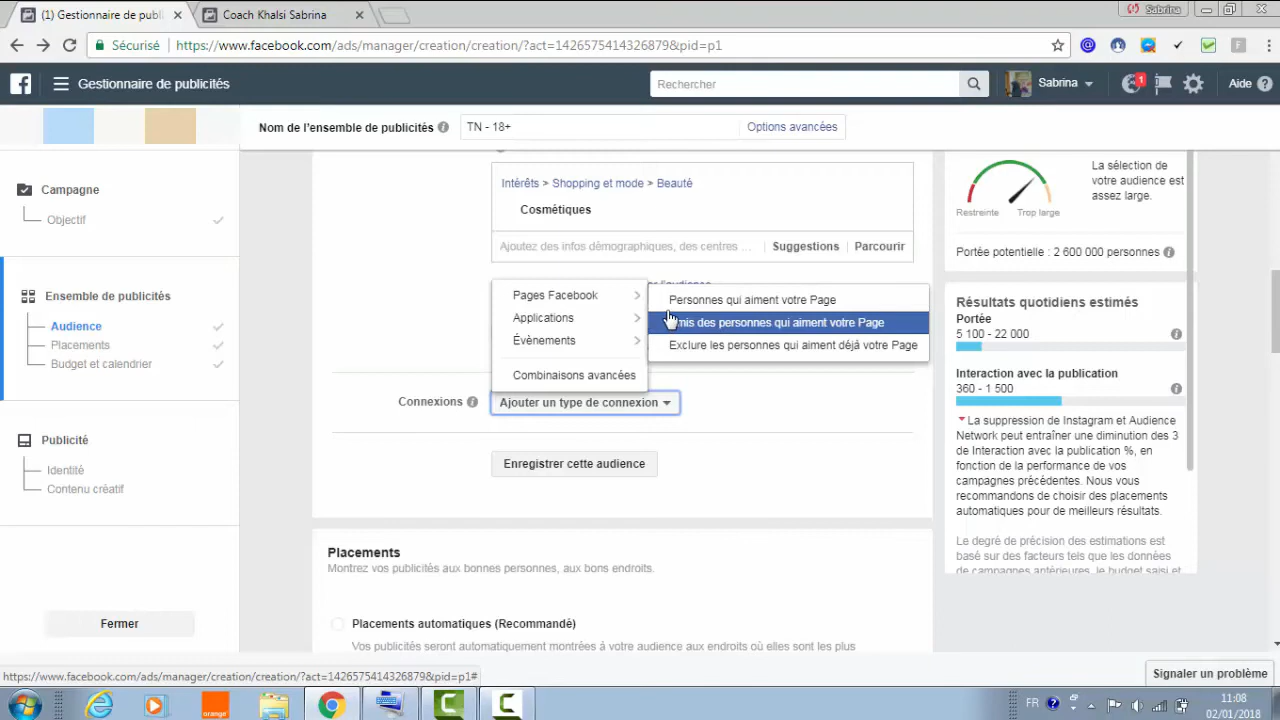 (1) Gestionnaire de publi
Coach Khalsi Sabrina
Sabrina
Sécurisé
https://www.facebook.com/ads/manager/creation/creation/?act=1426575414326879&pid=p1
Gestionnaire de publicités
Rechercher
Sabrina
1
Aide
Nom de l'ensemble de publicités
TN - 18+
Options avancées
Campagne
Objectif
Ensemble de publicités
Audience
Placements
Budget et calendrier
Publicité
Identité
Contenu créatif
Fermer
Intérêts > Shopping et mode > Beauté
Cosmétiques
Ajoutez des infos démographiques, des centres ...
Suggestions
Parcourir
l'audience
Pages Facebook
Applications
Évènements
Combinaisons avancées
Personnes qui aiment votre Page
mis des personnes qui aiment votre Page
Exclure les personnes qui aiment déjà votre Page
Connexions
Ajouter un type de connexion
Enregistrer cette audience
Placements
Montrez vos publicités aux bonnes personnes, aux bons endroits.
Placements automatiques (Recommandé)
Vos publicités seront automatiquement montrées à votre audience aux endroits où elles sont les plus
Restreinte
Trop large
La sélection de
votre audience est
assez large.
Portée potentielle : 2 600 000 personnes
Résultats quotidiens estimés
Portée
5 100 - 22 000
Interaction avec la publication
360 - 1 500
La suppression de Instagram et Audience
Network peut entraîner une diminution des 3
de Interaction avec la publication %, en
fonction de la performance de vos
campagnes précédentes. Nous vous
recommandons de choisir des placements
automatiques pour de meilleurs résultats.
Le degré de précision des estimations est
basé sur des facteurs tels que les données
de campagnes antérieures, le budget saisi et
https://www.facebook.com/ads/manager/creation/creation/?act=1426575414326879&pid=p1#
Signaler un problème
orange
FR
11:08
02/01/2018